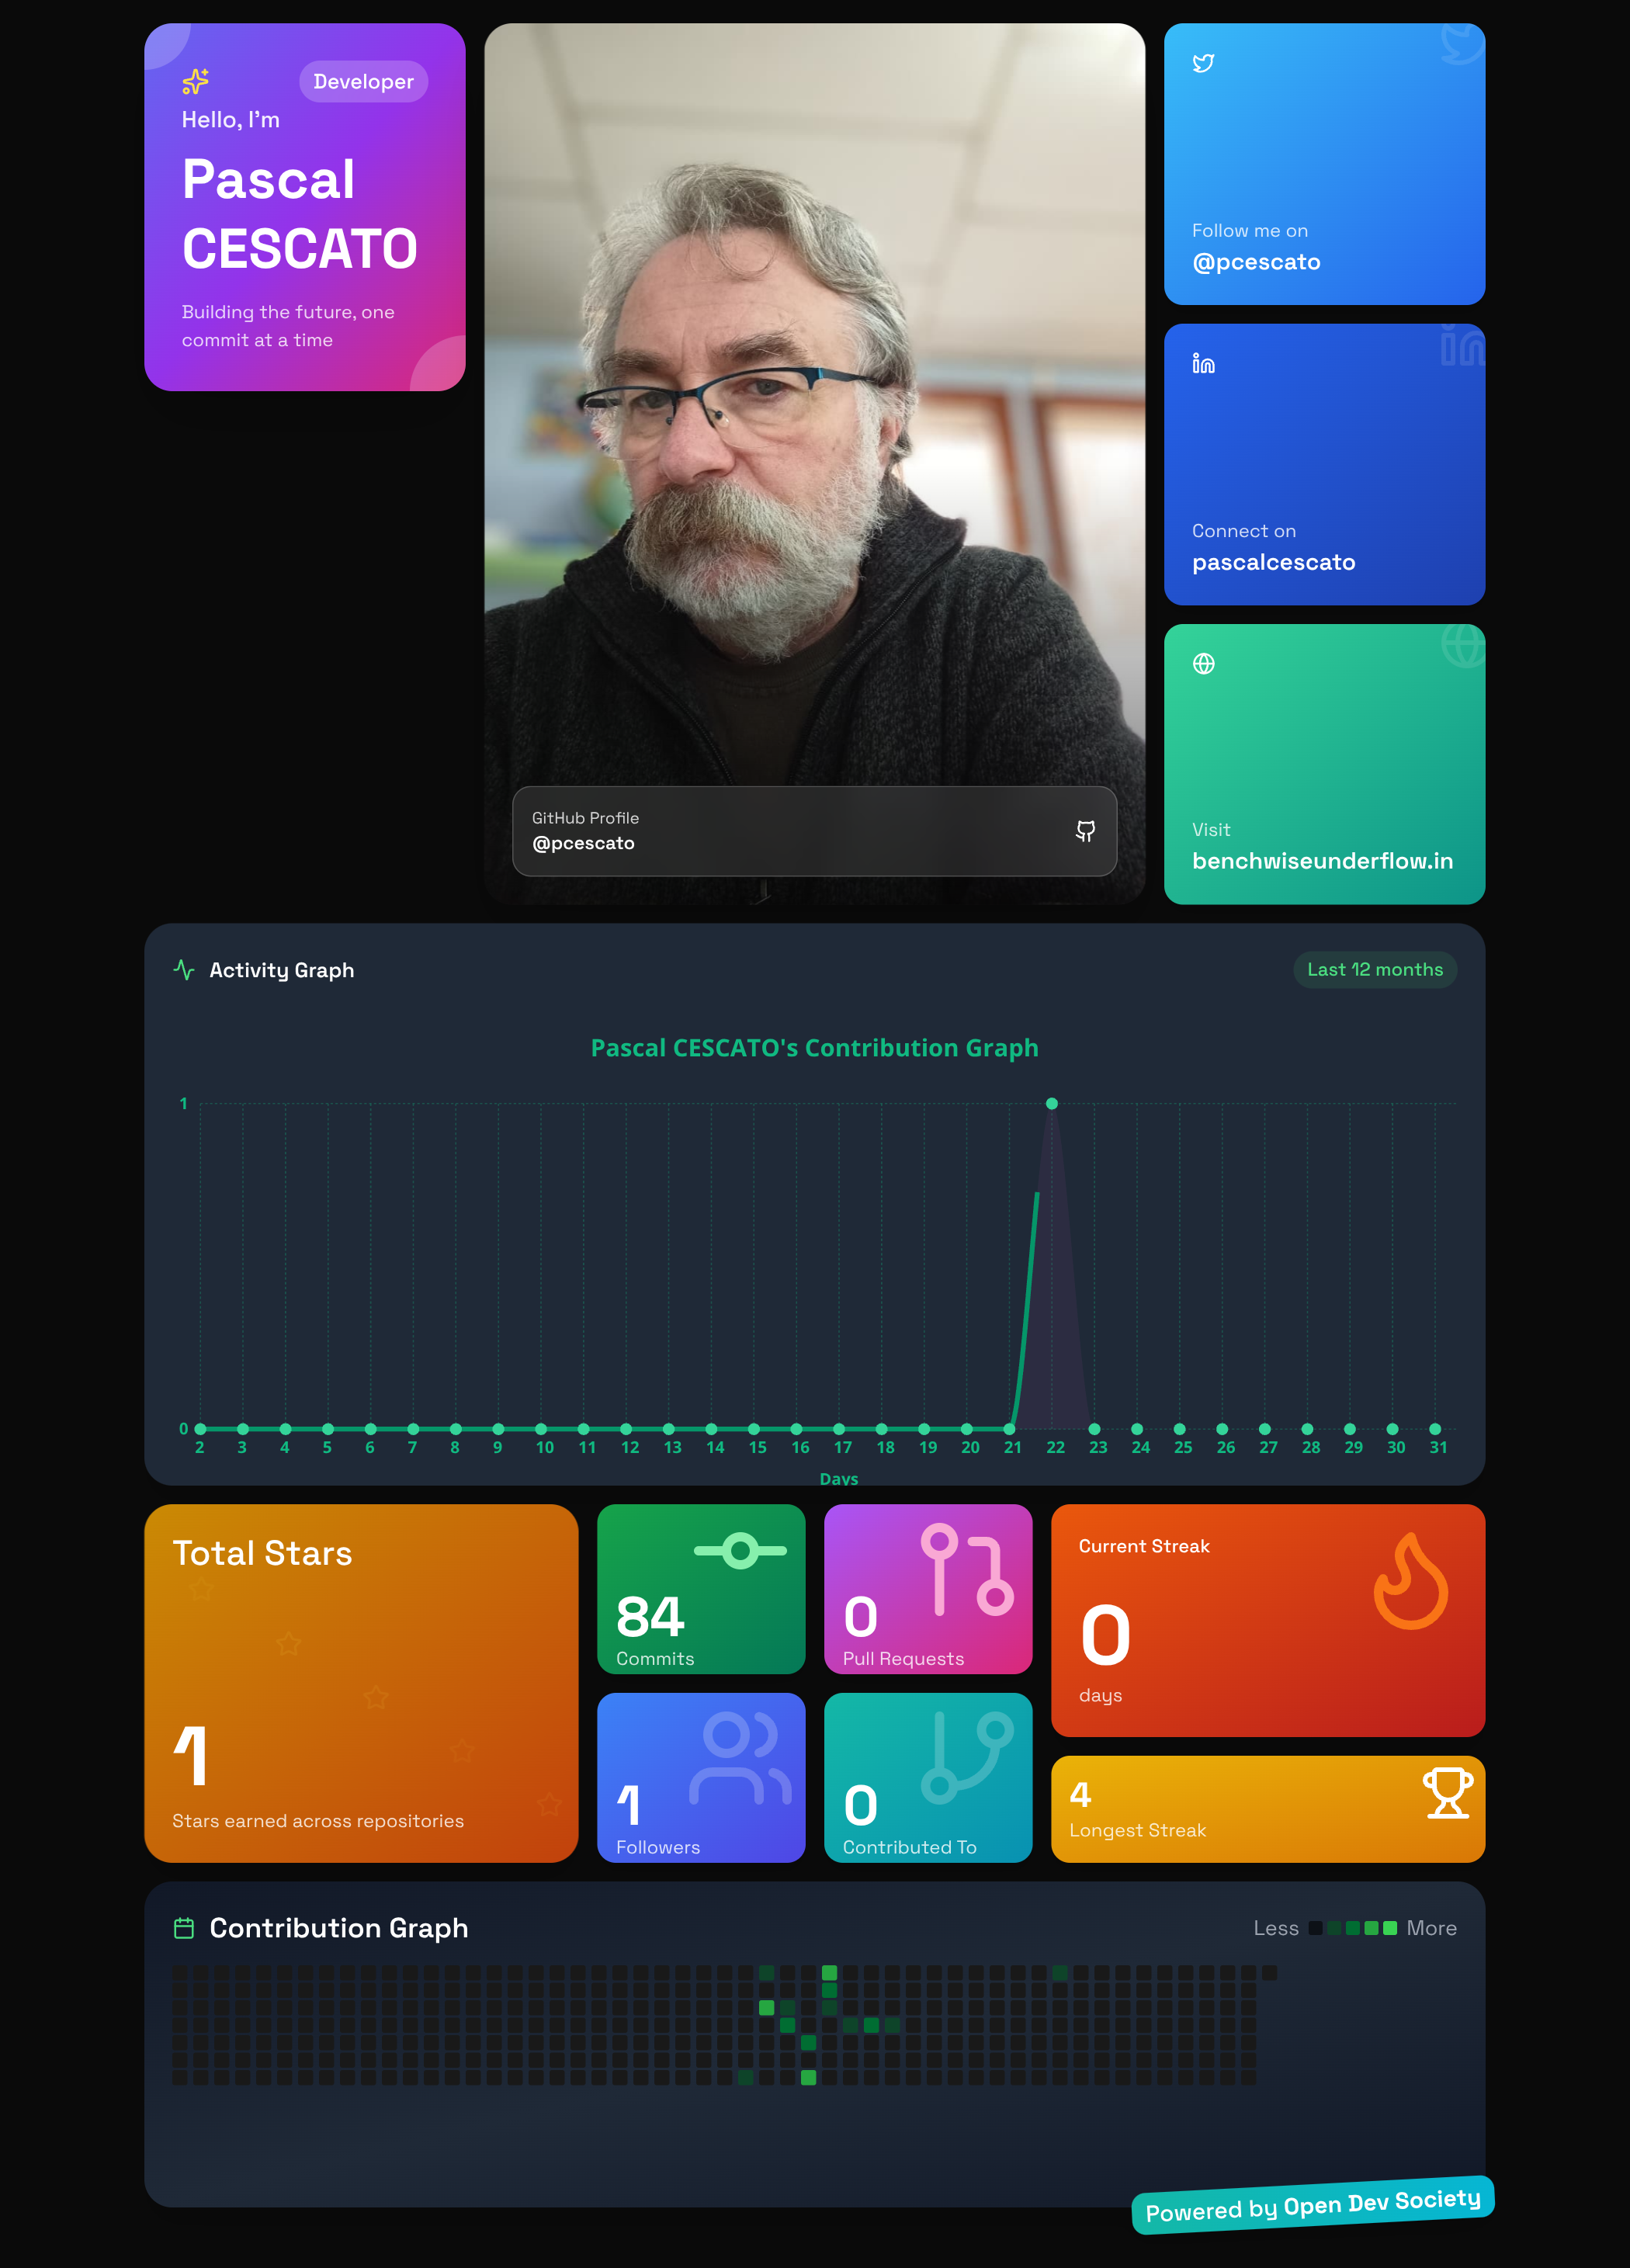 Developer
Hello, I'm
Pascal
CESCATO
Building the future, one
commit at a time
GitHub Profile
@pcescato
Follow me on
@pcescato
Connect on
pascalcescato
Visit
benchwiseunderflow.in
Activity Graph
Last 12 months
Pascal CESCATO's Contribution Graph
1
0
2 3 4 5 6 7 8 9 10 11 12 13 14 15 16 17 18 19 20 21 22 23 24 25 26 27 28 29 30 31
Days
Total Stars
1
Stars earned across repositories
84
Commits
0
Pull Requests
1
Followers
0
Contributed To
Current Streak
0
days
4
Longest Streak
Contribution Graph
Less More
Powered by Open Dev Society